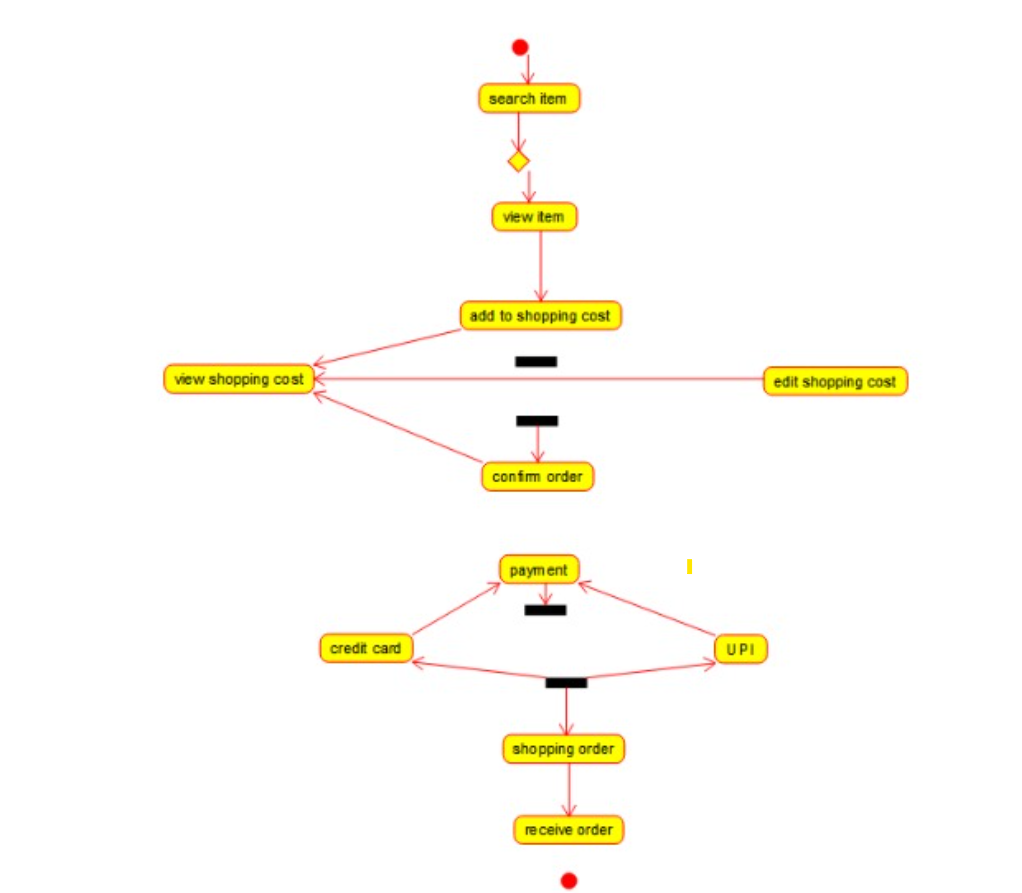 search item
view item
add to shopping cost
view shopping cost
edit shopping cost
confirm order
payment
credit card
UPI
shopping order
receive order